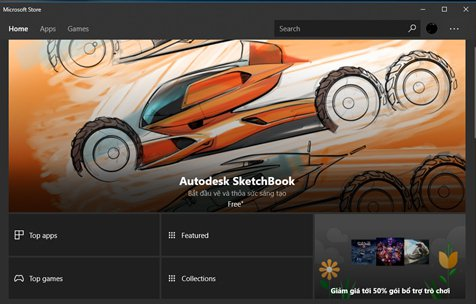 Microsoft Store
Home Apps Games
Search
Autodesk SketchBook
Bắt đầu vẽ và thỏa sức sáng tạo
Free*
Top apps
Featured
Top games
Collections
Giảm giá tới 50% gói bổ trợ trò chơi